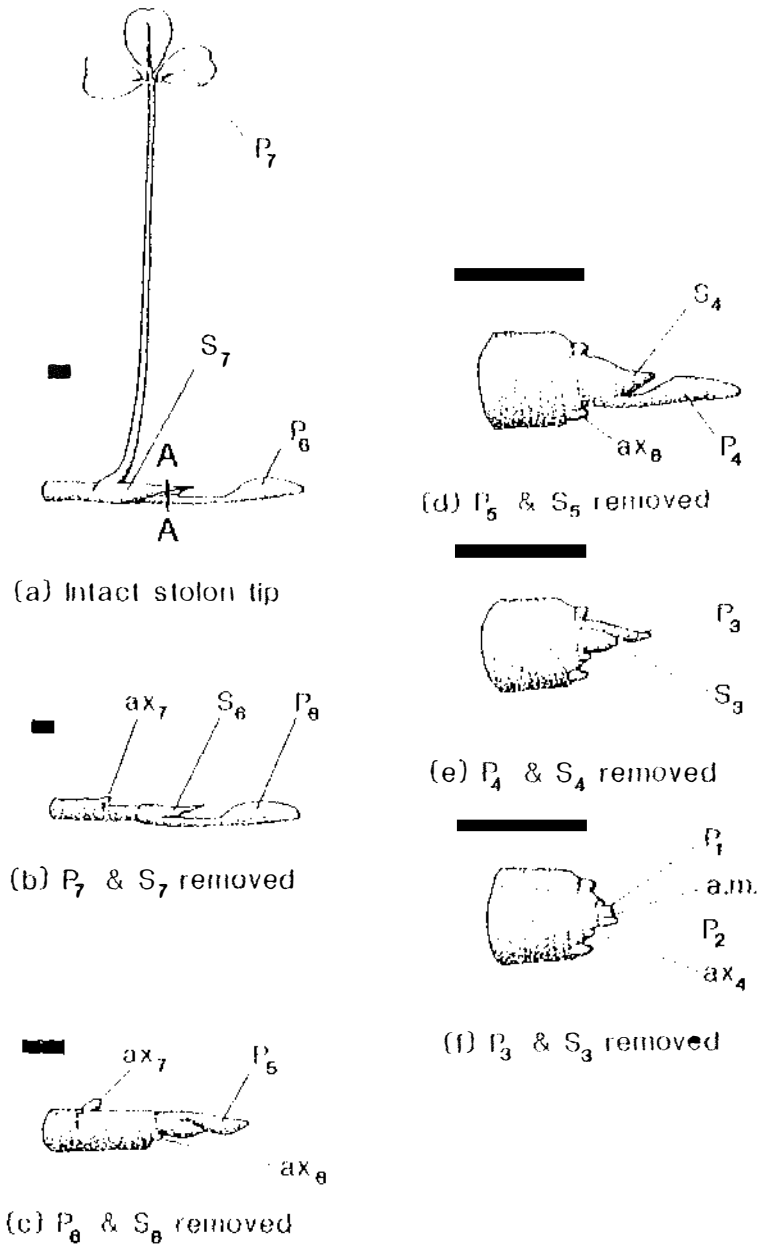 P₇
S₇
A
P₆
A
(a) Intact stolon tip
ax₇ S₆ P₆
(b) P₇ & S₇ removed
ax₇ P₅
ax₆
(c) P₆ & S₆ removed
S₄
ax₆ P₄
(d) P₅ & S₅ removed
P₃
S₃
(e) P₄ & S₄ removed
P₁
a.m.
P₂
ax₄
(f) P₃ & S₃ removed